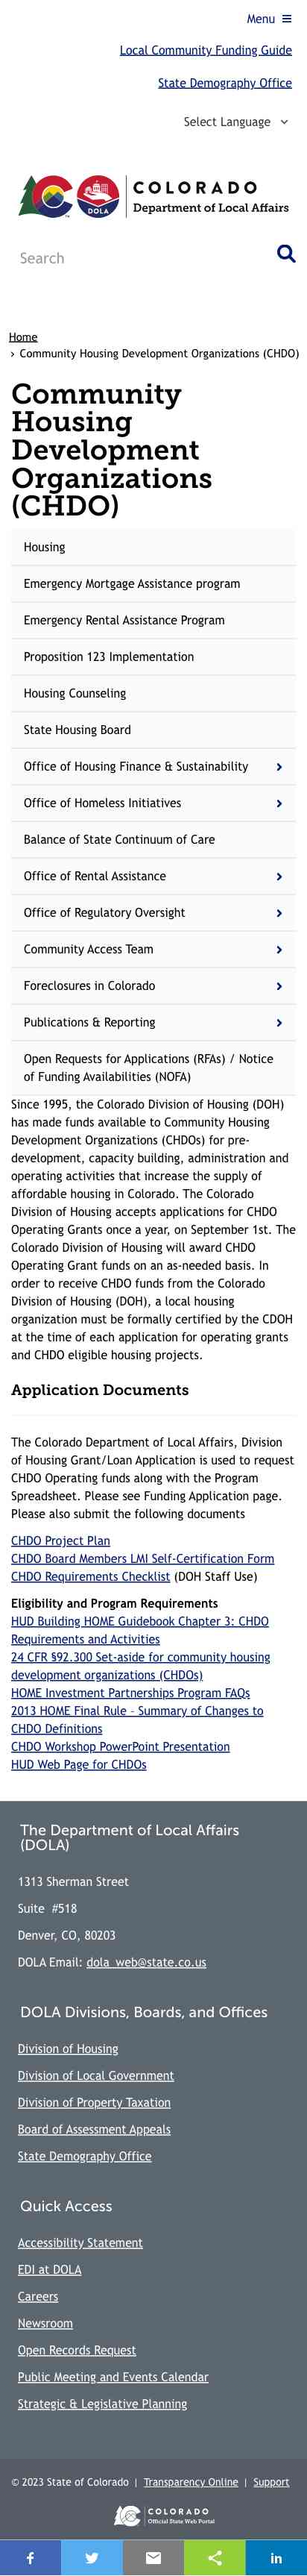 Menu
Local Community Funding Guide
State Demography Office
Select Language
DOLA
COLORADO
Department of Local Affairs
Search
Home
› Community Housing Development Organizations (CHDO)
Community
Housing
Development
Organizations
(CHDO)
Housing
Emergency Mortgage Assistance program
Emergency Rental Assistance Program
Proposition 123 Implementation
Housing Counseling
State Housing Board
Office of Housing Finance & Sustainability
Office of Homeless Initiatives
Balance of State Continuum of Care
Office of Rental Assistance
Office of Regulatory Oversight
Community Access Team
Foreclosures in Colorado
Publications & Reporting
Open Requests for Applications (RFAs) / Notice
of Funding Availabilities (NOFA)
Since 1995, the Colorado Division of Housing (DOH)
has made funds available to Community Housing
Development Organizations (CHDOs) for pre-
development, capacity building, administration and
operating activities that increase the supply of
affordable housing in Colorado. The Colorado
Division of Housing accepts applications for CHDO
Operating Grants once a year, on September 1st. The
Colorado Division of Housing will award CHDO
Operating Grant funds on an as-needed basis. In
order to receive CHDO funds from the Colorado
Division of Housing (DOH), a local housing
organization must be formally certified by the CDOH
at the time of each application for operating grants
and CHDO eligible housing projects.
Application Documents
The Colorado Department of Local Affairs, Division
of Housing Grant/Loan Application is used to request
CHDO Operating funds along with the Program
Spreadsheet. Please see Funding Application page.
Please also submit the following documents
CHDO Project Plan
CHDO Board Members LMI Self-Certification Form
CHDO Requirements Checklist (DOH Staff Use)
Eligibility and Program Requirements
HUD Building HOME Guidebook Chapter 3: CHDO
Requirements and Activities
24 CFR §92.300 Set-aside for community housing
development organizations (CHDOs)
HOME Investment Partnerships Program FAQs
2013 HOME Final Rule – Summary of Changes to
CHDO Definitions
CHDO Workshop PowerPoint Presentation
HUD Web Page for CHDOs
The Department of Local Affairs
(DOLA)
1313 Sherman Street
Suite #518
Denver, CO, 80203
DOLA Email: dola_web@state.co.us
DOLA Divisions, Boards, and Offices
Division of Housing
Division of Local Government
Division of Property Taxation
Board of Assessment Appeals
State Demography Office
Quick Access
Accessibility Statement
EDI at DOLA
Careers
Newsroom
Open Records Request
Public Meeting and Events Calendar
Strategic & Legislative Planning
© 2023 State of Colorado | Transparency Online | Support
COLORADO
Official State Web Portal